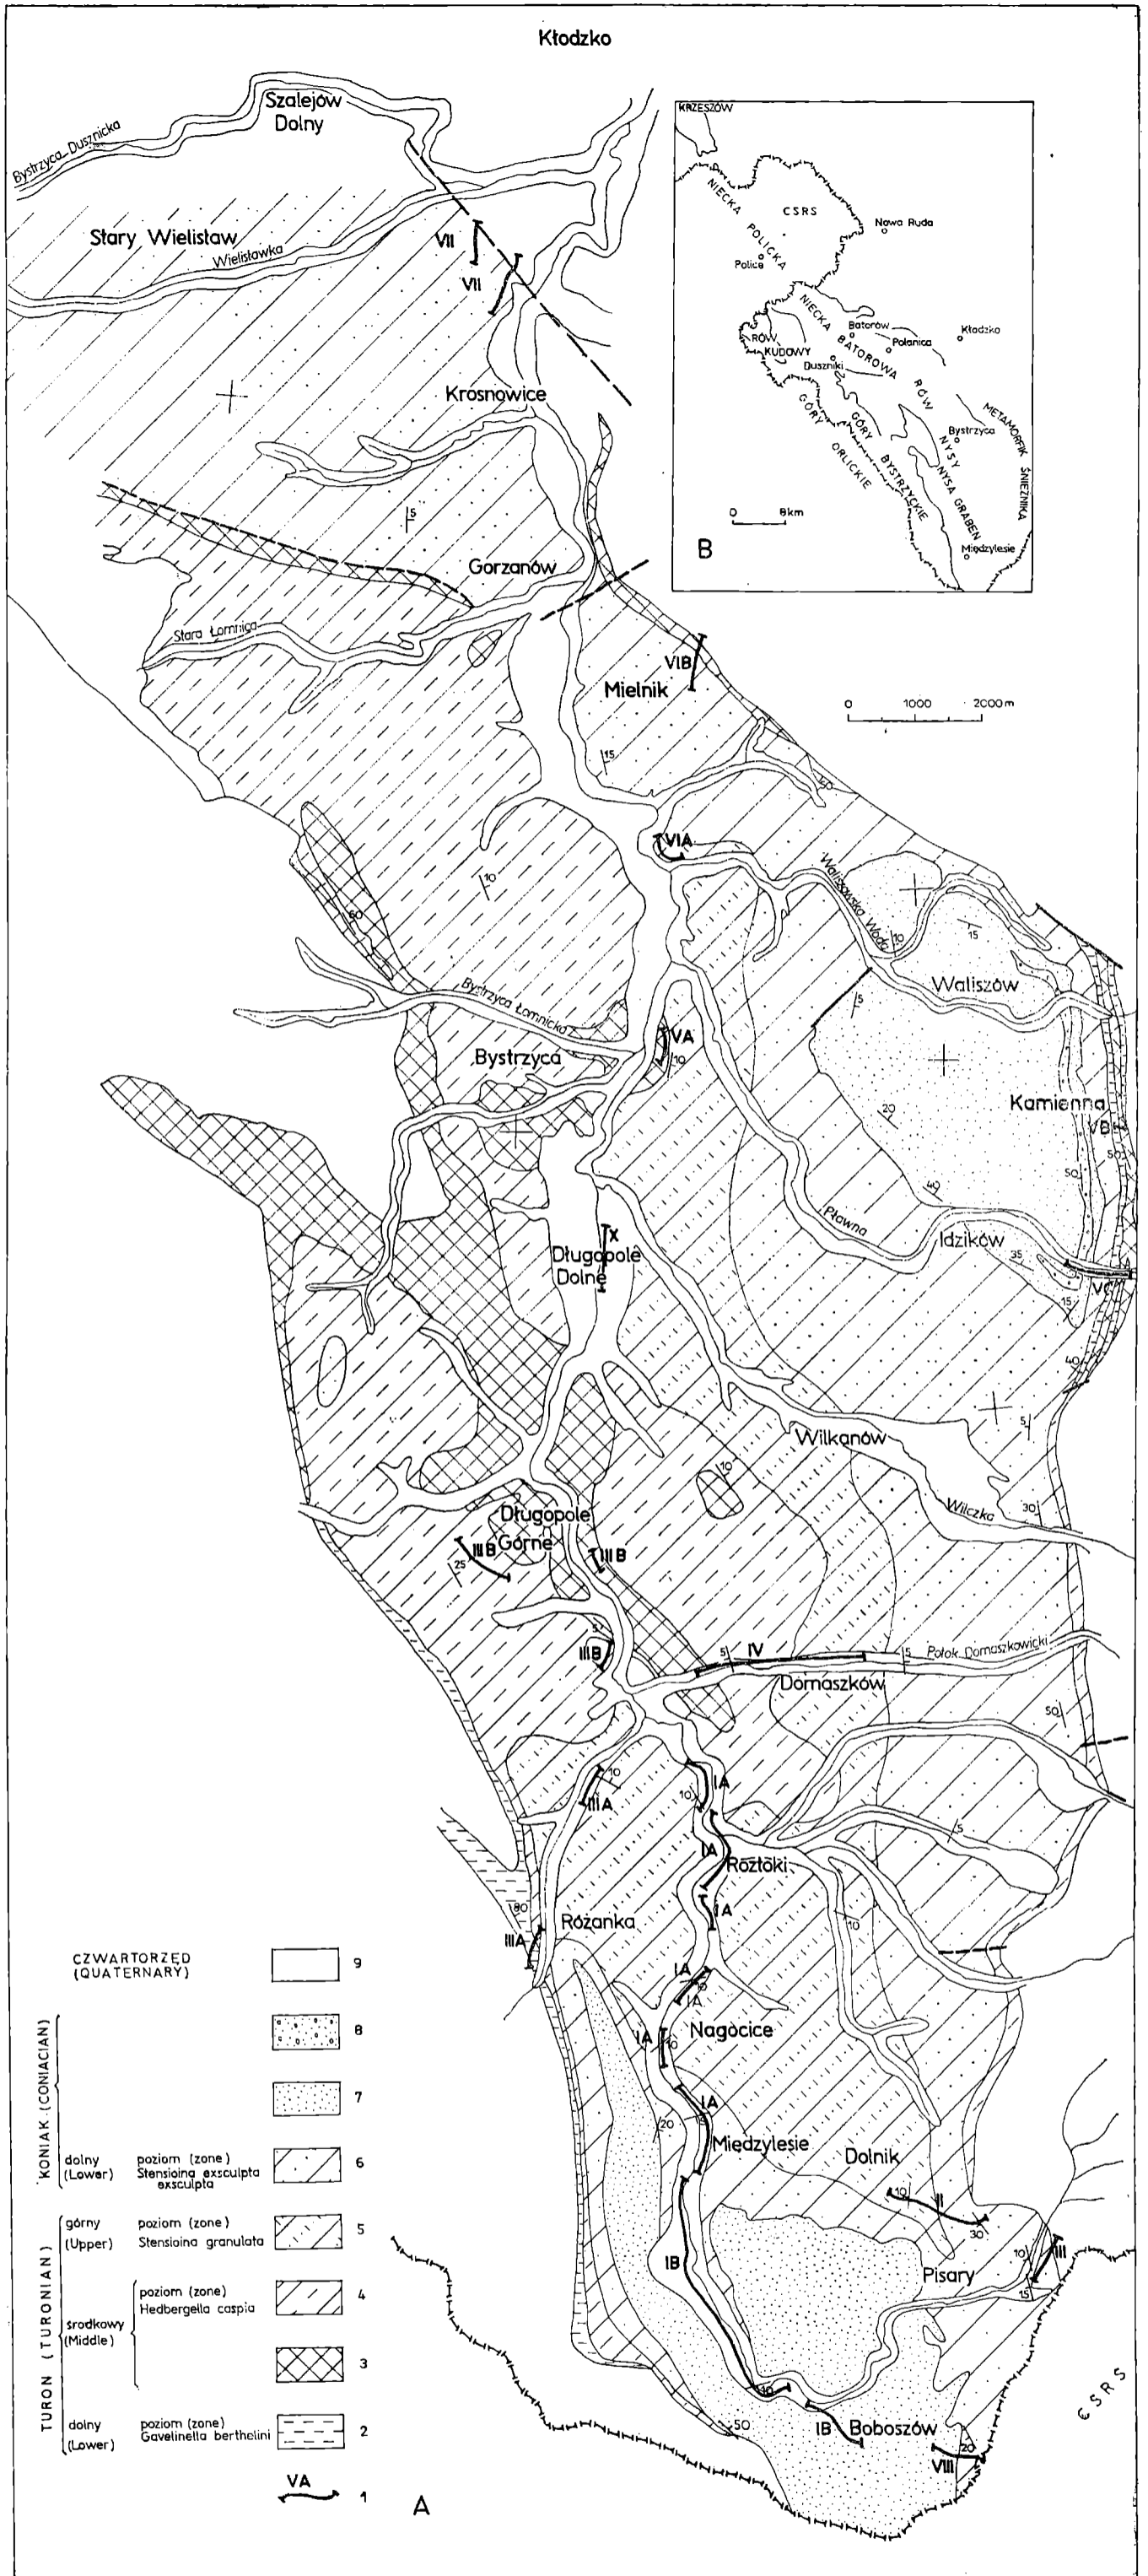 Kłodzko
Szalejów
Dolny
Bystrzyca Dusznicka
Stary Wielisław
Wielisławka
VII
VII
Krosnowice
5
Gorzanów
Stara Łomnica
VIB
Mielnik
15
0 1000 2000 m
KRZESZÓW
NIECKA POLICKA
CSRS
Nowa Ruda
Police
NIECKA BATOROWA
Batorów
Kłodzko
Polanica
RÓW
KUDOWY
Duszniki
GÓRY ORLICKIE
GÓRY BYSTRZYCKIE
RÓW NYSY
NYSA GRABEN
METAMORFIK ŚNIEŻNIKA
Bystrzyca
Międzylesie
0 8km
B
VIA
10
60
Waliszowska Woda
10
15
Waliszów
5
Bystrzyca Łomnicka
VA
10
Bystrzyca
Kamienna
VB
50
50
20
40
Pławna
Idzików
35
VC
15
40
X
Długopole
Dolne
5
Wilkanów
10
Wilczka
30
Długopole
Górne
IIIB
25
IIIB
5
IIIB
5
IV
5
Potok Domaszkowicki
Domaszków
50
10
IIIA
10
IA
IA
Roztoki
5
IA
10
80
Różanka
IIIA
IA
IA
IA
10
Nagocice
IA
20
Międzylesie
Dolnik
10
II
30
IB
Pisary
10
III
15
10
50
IB
Boboszów
20
VIII
CSRS
CZWARTORZĘD
(QUATERNARY)
9
8
7
KONIAK (CONIACIAN)
dolny
(Lower)
poziom (zone)
Stensioina exsculpta
exsculpta
6
TURON (TURONIAN)
górny
(Upper)
poziom (zone)
Stensioina granulata
5
środkowy
(Middle)
poziom (zone)
Hedbergella caspia
4
3
dolny
(Lower)
poziom (zone)
Gavelinella berthelini
2
VA
1
A